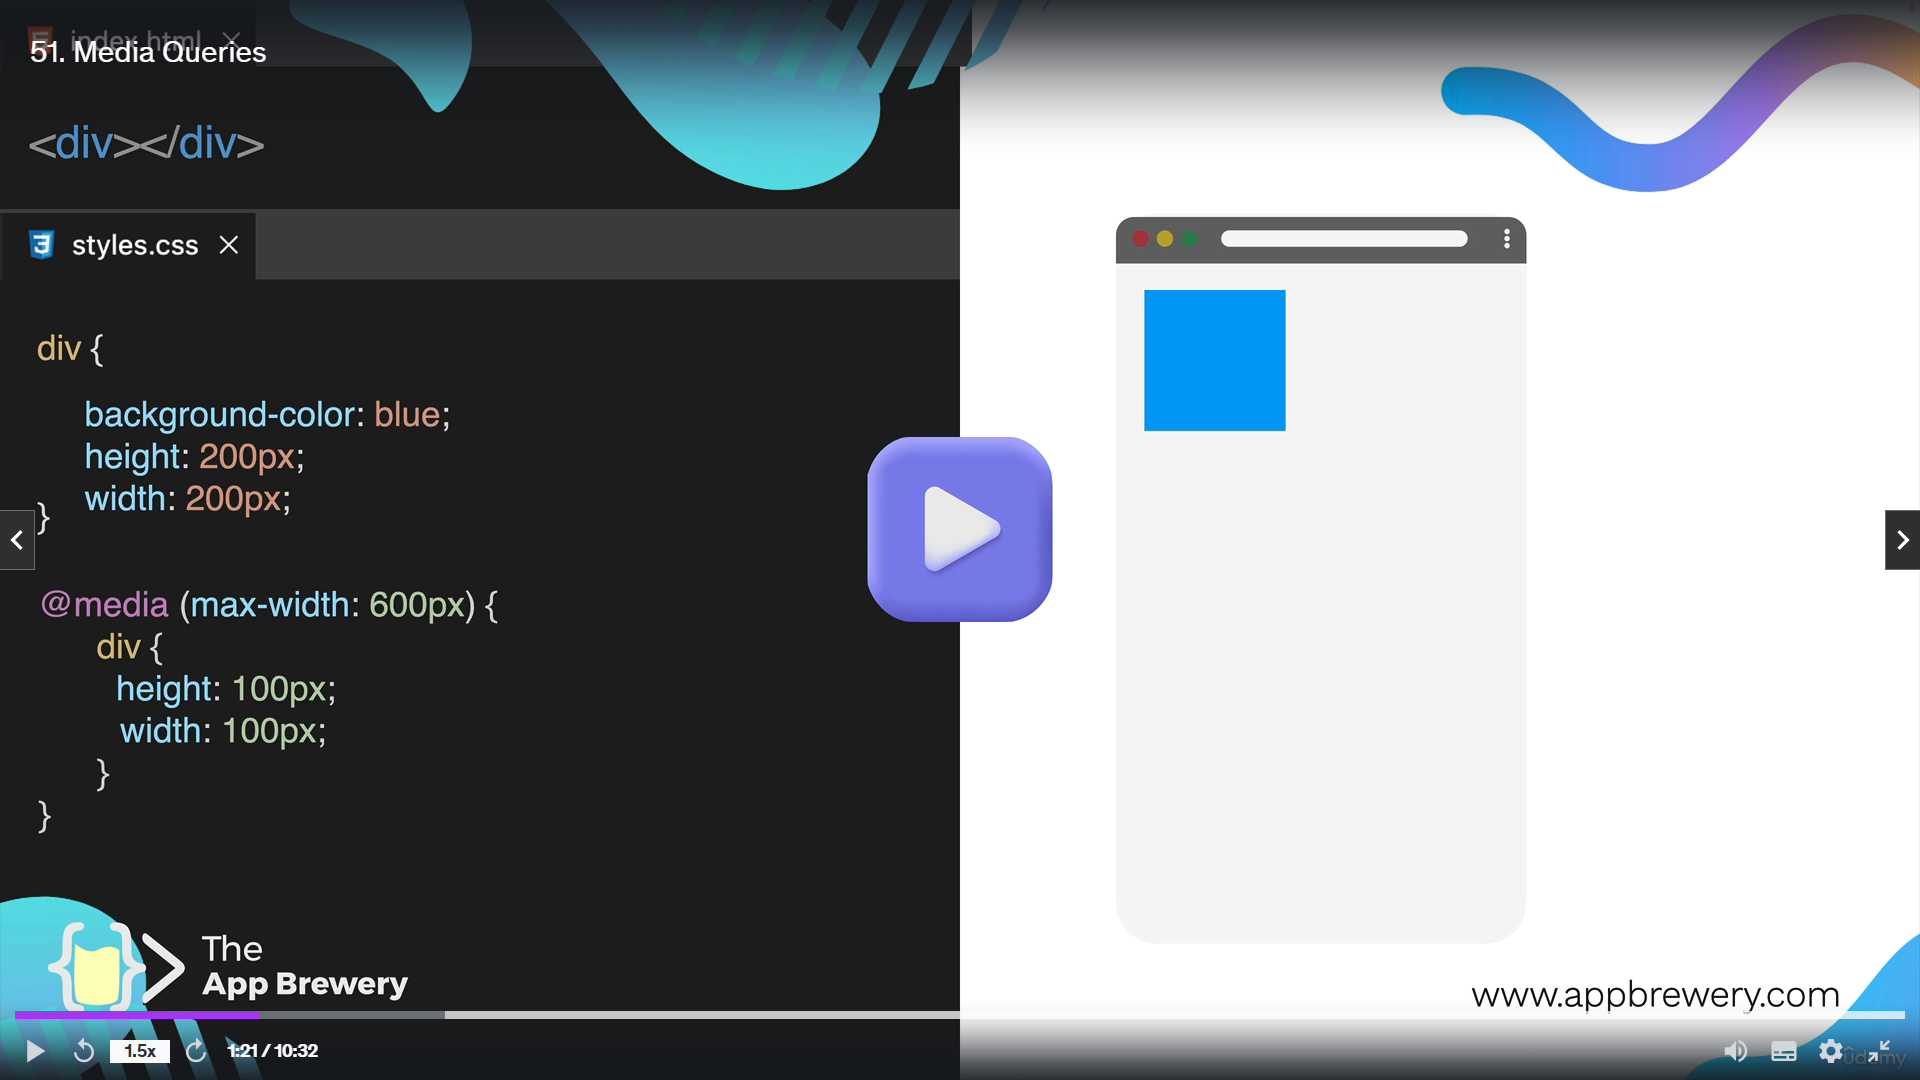 index.html
51. Media Queries
<div></div>
styles.css
div {
background-color: blue;
height: 200px;
width: 200px;
}
@media (max-width: 600px) {
div {
height: 100px;
width: 100px;
}
}
The
App Brewery
www.appbrewery.com
1.5x
1:21 / 10:32
udemy